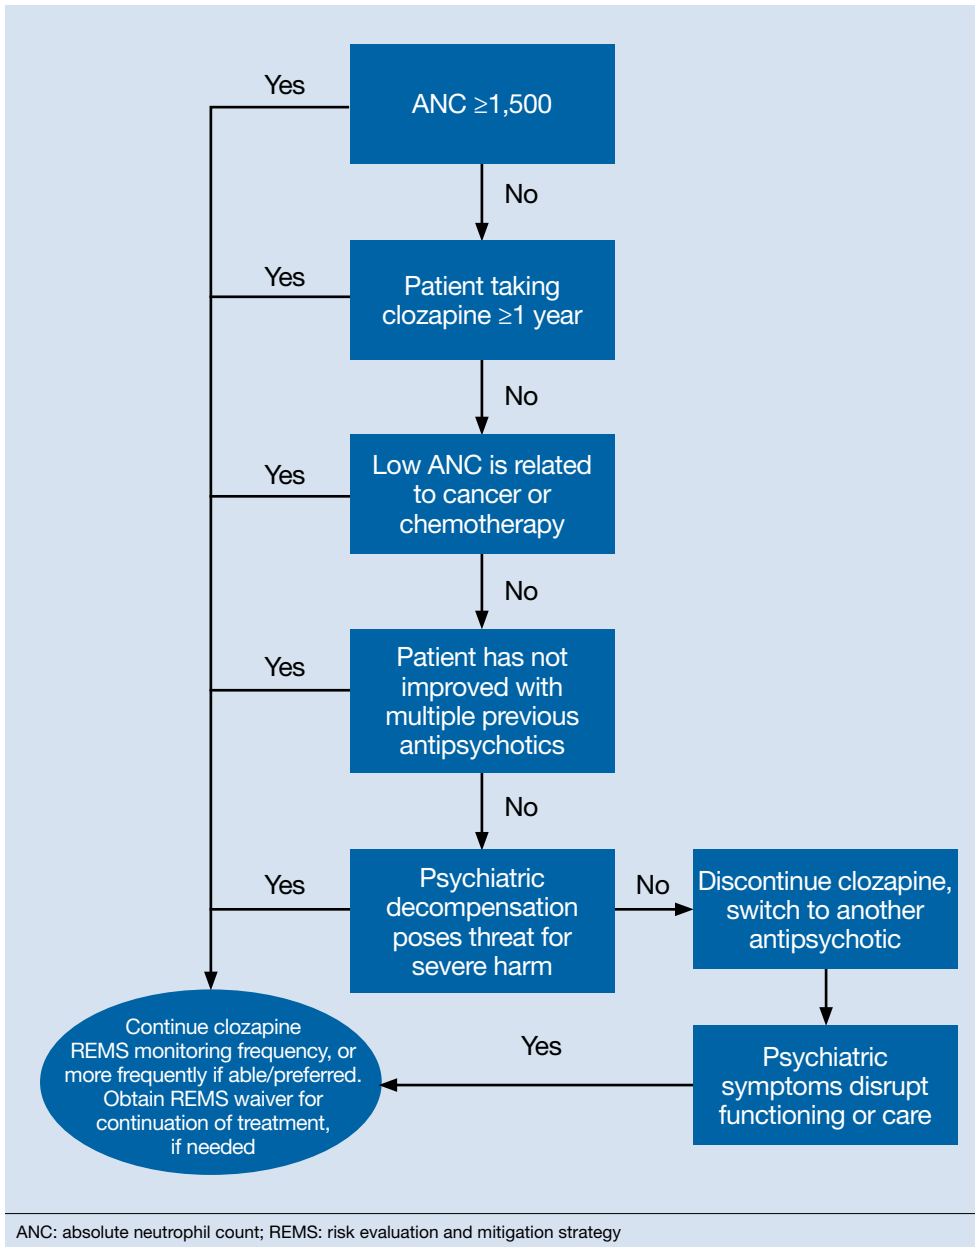 Yes
ANC ≥1,500
No
Yes
Patient taking
clozapine ≥1 year
No
Yes
Low ANC is related
to cancer or
chemotherapy
No
Yes
Patient has not
improved with
multiple previous
antipsychotics
No
Yes
Psychiatric
decompensation
poses threat for
severe harm
No
Discontinue clozapine,
switch to another
antipsychotic
Continue clozapine
REMS monitoring frequency, or
more frequently if able/preferred.
Obtain REMS waiver for
continuation of treatment,
if needed
Yes
Psychiatric
symptoms disrupt
functioning or care
ANC: absolute neutrophil count; REMS: risk evaluation and mitigation strategy